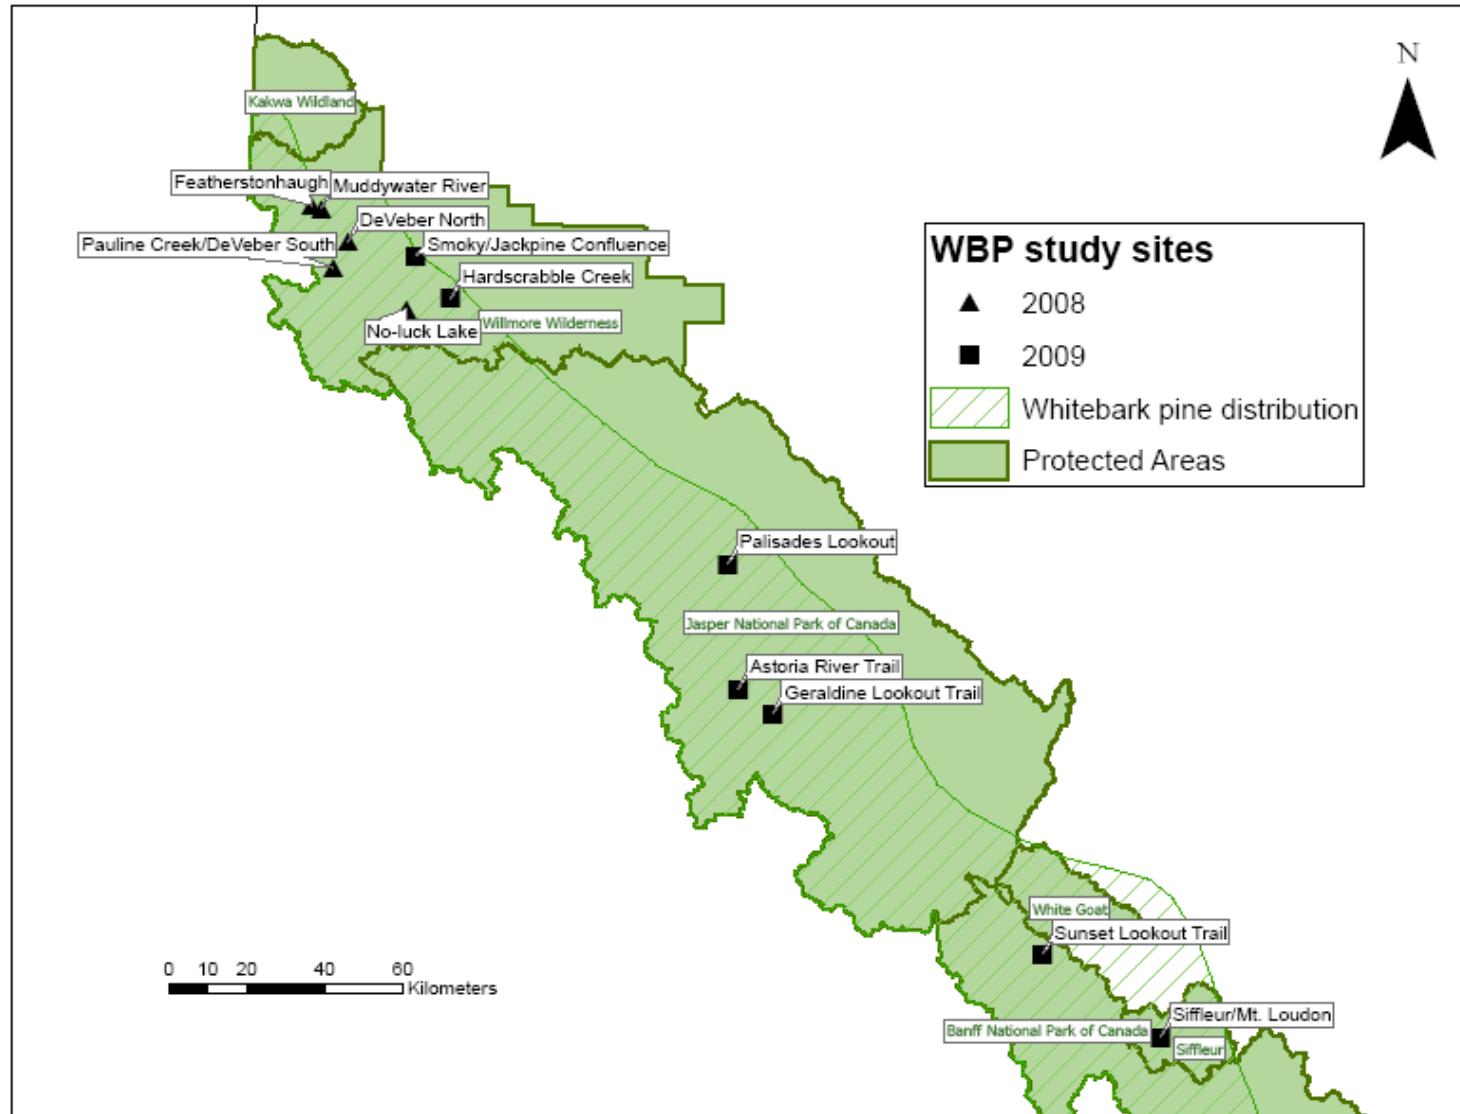 N
Kakwa Wildland
Featherstonhaugh
Muddywater River
DeVeber North
Pauline Creek/DeVeber South
Smoky/Jackpine Confluence
Hardscrabble Creek
No-luck Lake
Willmore Wilderness
WBP study sites
2008
2009
Whitebark pine distribution
Protected Areas
Palisades Lookout
Jasper National Park of Canada
Astoria River Trail
Geraldine Lookout Trail
White Goat
Sunset Lookout Trail
0 10 20 40 60
Kilometers
Siffleur/Mt. Loudon
Banff National Park of Canada
Siffleur